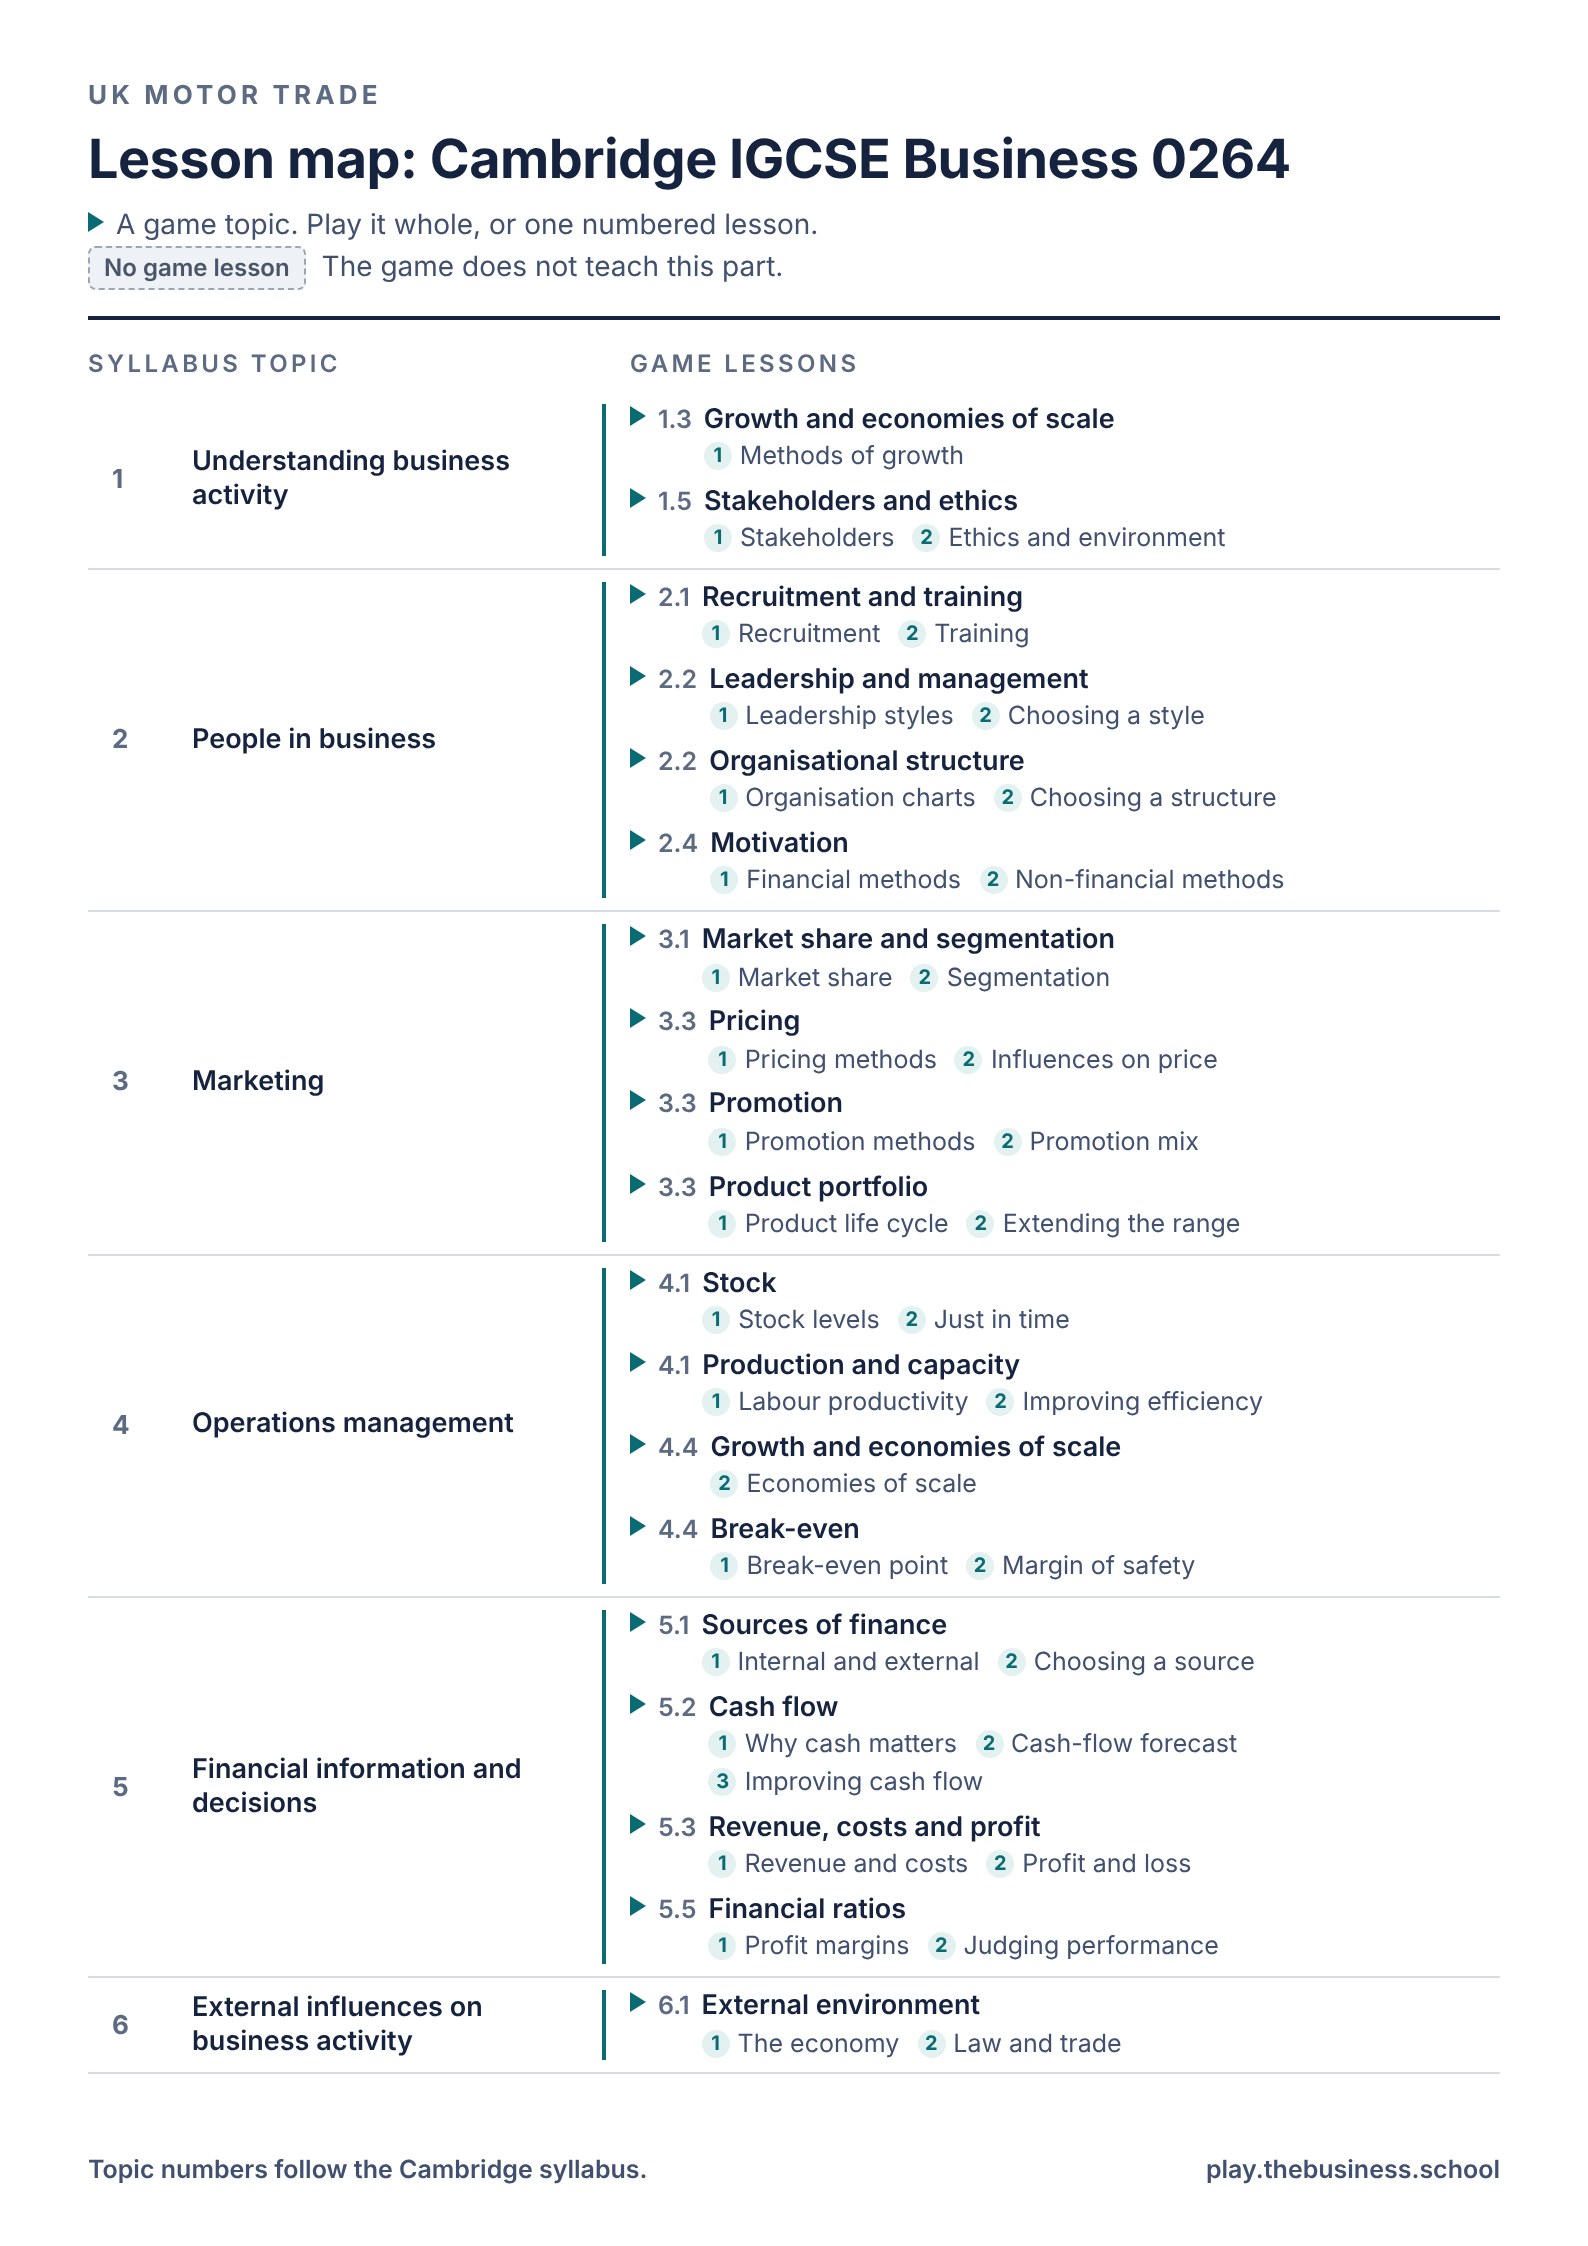 UK MOTOR TRADE
Lesson map: Cambridge IGCSE Business 0264
A game topic. Play it whole, or one numbered lesson.
No game lesson The game does not teach this part.
SYLLABUS TOPIC
GAME LESSONS
1
Understanding business
activity
1.3 Growth and economies of scale
1 Methods of growth
1.5 Stakeholders and ethics
1 Stakeholders 2 Ethics and environment
2
People in business
2.1 Recruitment and training
1 Recruitment 2 Training
2.2 Leadership and management
1 Leadership styles 2 Choosing a style
2.2 Organisational structure
1 Organisation charts 2 Choosing a structure
2.4 Motivation
1 Financial methods 2 Non-financial methods
3
Marketing
3.1 Market share and segmentation
1 Market share 2 Segmentation
3.3 Pricing
1 Pricing methods 2 Influences on price
3.3 Promotion
1 Promotion methods 2 Promotion mix
3.3 Product portfolio
1 Product life cycle 2 Extending the range
4
Operations management
4.1 Stock
1 Stock levels 2 Just in time
4.1 Production and capacity
1 Labour productivity 2 Improving efficiency
4.4 Growth and economies of scale
2 Economies of scale
4.4 Break-even
1 Break-even point 2 Margin of safety
5
Financial information and
decisions
5.1 Sources of finance
1 Internal and external 2 Choosing a source
5.2 Cash flow
1 Why cash matters 2 Cash-flow forecast
3 Improving cash flow
5.3 Revenue, costs and profit
1 Revenue and costs 2 Profit and loss
5.5 Financial ratios
1 Profit margins 2 Judging performance
6
External influences on
business activity
6.1 External environment
1 The economy 2 Law and trade
Topic numbers follow the Cambridge syllabus.
play.thebusiness.school